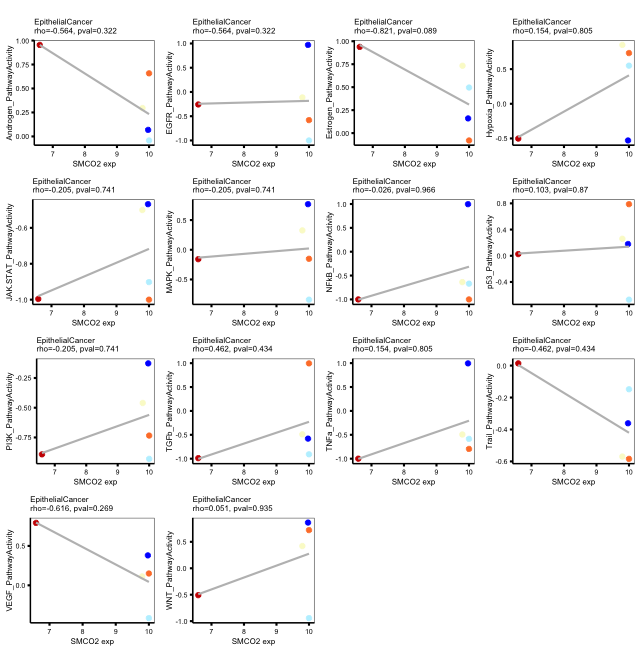 EpithelialCancer
rho=-0.564, pval=0.322
Androgen_PathwayActivity
1.00
0.75
0.50
0.25
0.00
7 8 9 10
SMCO2 exp
EpithelialCancer
rho=-0.564, pval=0.322
EGFR_PathwayActivity
1.0
0.5
0.0
-0.5
-1.0
7 8 9 10
SMCO2 exp
EpithelialCancer
rho=-0.821, pval=0.089
Estrogen_PathwayActivity
1.00
0.75
0.50
0.25
0.00
7 8 9 10
SMCO2 exp
EpithelialCancer
rho=0.154, pval=0.805
Hypoxia_PathwayActivity
0.5
0.0
-0.5
7 8 9 10
SMCO2 exp
EpithelialCancer
rho=-0.205, pval=0.741
JAK.STAT_PathwayActivity
-0.6
-0.8
-1.0
7 8 9 10
SMCO2 exp
EpithelialCancer
rho=-0.205, pval=0.741
MAPK_PathwayActivity
0.5
0.0
-0.5
7 8 9 10
SMCO2 exp
EpithelialCancer
rho=-0.026, pval=0.966
NFkB_PathwayActivity
1.0
0.5
0.0
-0.5
-1.0
7 8 9 10
SMCO2 exp
EpithelialCancer
rho=0.103, pval=0.87
p53_PathwayActivity
0.8
0.4
0.0
-0.4
7 8 9 10
SMCO2 exp
EpithelialCancer
rho=-0.205, pval=0.741
PI3K_PathwayActivity
-0.25
-0.50
-0.75
7 8 9 10
SMCO2 exp
EpithelialCancer
rho=0.462, pval=0.434
TGFb_PathwayActivity
1.0
0.5
0.0
-0.5
-1.0
7 8 9 10
SMCO2 exp
EpithelialCancer
rho=0.154, pval=0.805
TNFa_PathwayActivity
1.0
0.5
0.0
-0.5
-1.0
7 8 9 10
SMCO2 exp
EpithelialCancer
rho=-0.462, pval=0.434
Trail_PathwayActivity
0.0
-0.2
-0.4
-0.6
7 8 9 10
SMCO2 exp
EpithelialCancer
rho=-0.616, pval=0.269
VEGF_PathwayActivity
0.5
0.0
7 8 9 10
SMCO2 exp
EpithelialCancer
rho=0.051, pval=0.935
WNT_PathwayActivity
0.5
0.0
-0.5
-1.0
7 8 9 10
SMCO2 exp